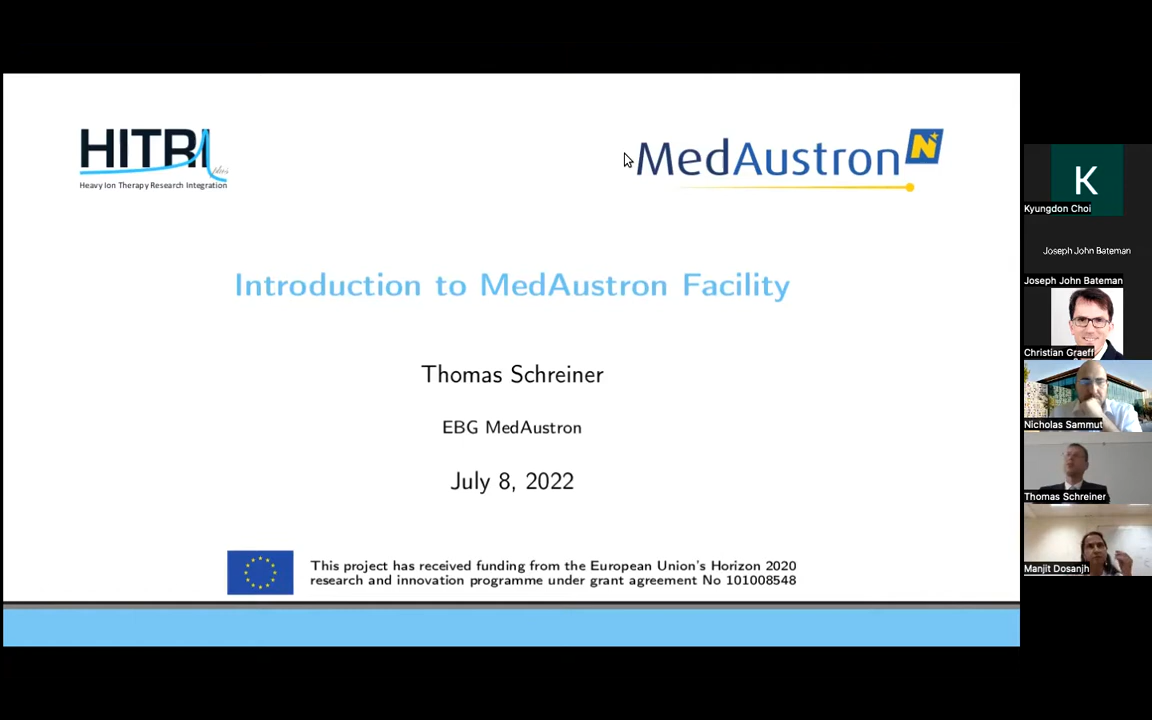 HITRI
plus
Heavy Ion Therapy Research Integration
MedAustron
N
Introduction to MedAustron Facility
Thomas Schreiner
EBG MedAustron
July 8, 2022
This project has received funding from the European Union's Horizon 2020
research and innovation programme under grant agreement No 101008548
K
Kyungdon Choi
Joseph John Bateman
Joseph John Bateman
Christian Graeff
Nicholas Sammut
Thomas Schreiner
Manjit Dosanjh